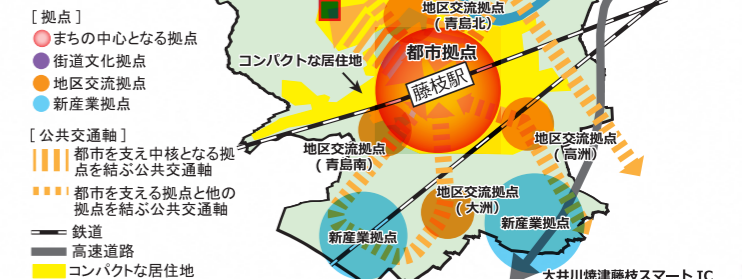 [ 拠点 ]
まちの中心となる拠点
街道文化拠点
地区交流拠点
新産業拠点
[ 公共交通軸 ]
都市を支え中核となる拠
点を結ぶ公共交通軸
都市を支える拠点と他の
拠点を結ぶ公共交通軸
鉄道
高速道路
コンパクトな居住地
地区交流拠点
( 青島北 )
都市拠点
コンパクトな居住地
藤枝駅
地区交流拠点
( 青島南 )
地区交流拠点
( 高洲 )
地区交流拠点
( 大洲 )
新産業拠点
新産業拠点
大井川焼津藤枝スマート IC